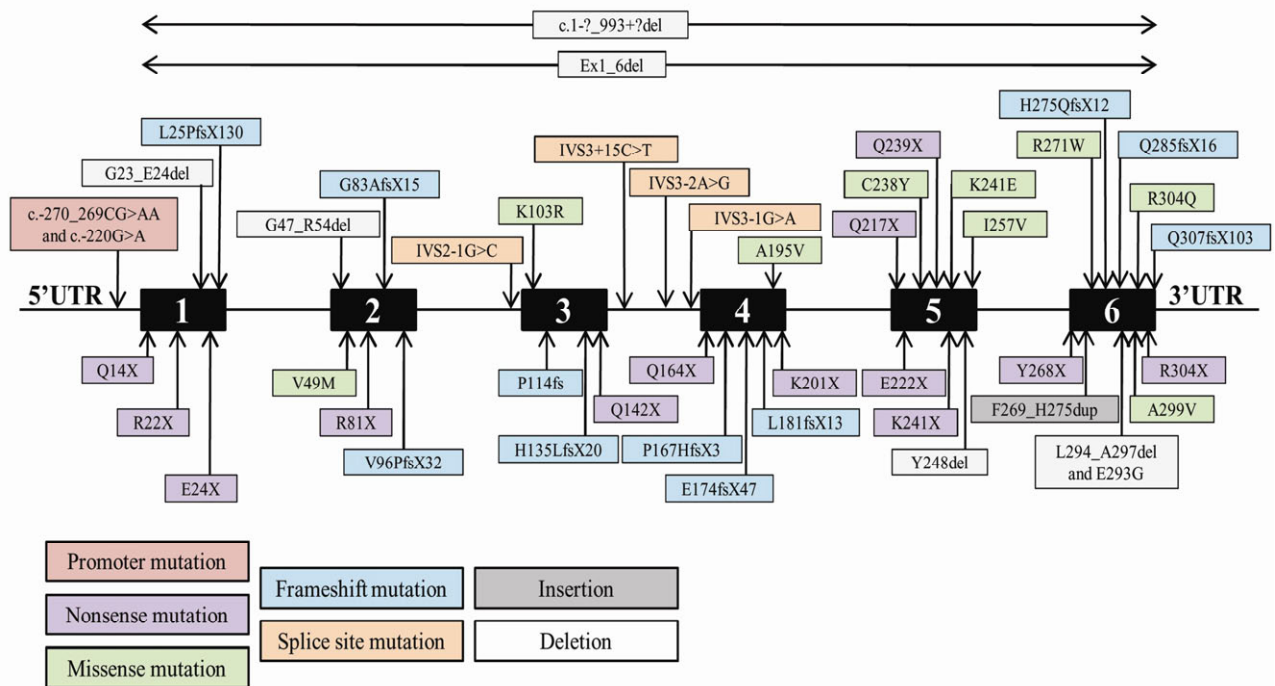 c.1-?_993+?del
Ex1_6del
H275QfsX12
L25PfsX130
R271W
Q285fsX16
IVS3+15C>T
Q239X
G23_E24del
G83AfsX15
IVS3-2A>G
C238Y
K241E
R304Q
c.-270_269CG>AA
and c.-220G>A
G47_R54del
K103R
IVS3-1G>A
Q217X
I257V
Q307fsX103
IVS2-1G>C
A195V
5'UTR
1
2
3
4
5
6
3'UTR
Q14X
V49M
P114fs
Q164X
K201X
E222X
Y268X
R304X
R22X
R81X
Q142X
L181fsX13
K241X
F269_H275dup
A299V
V96PfsX32
H135LfsX20
P167HfsX3
Y248del
L294_A297del
and E293G
E24X
E174fsX47
Promoter mutation
Nonsense mutation
Missense mutation
Frameshift mutation
Splice site mutation
Insertion
Deletion